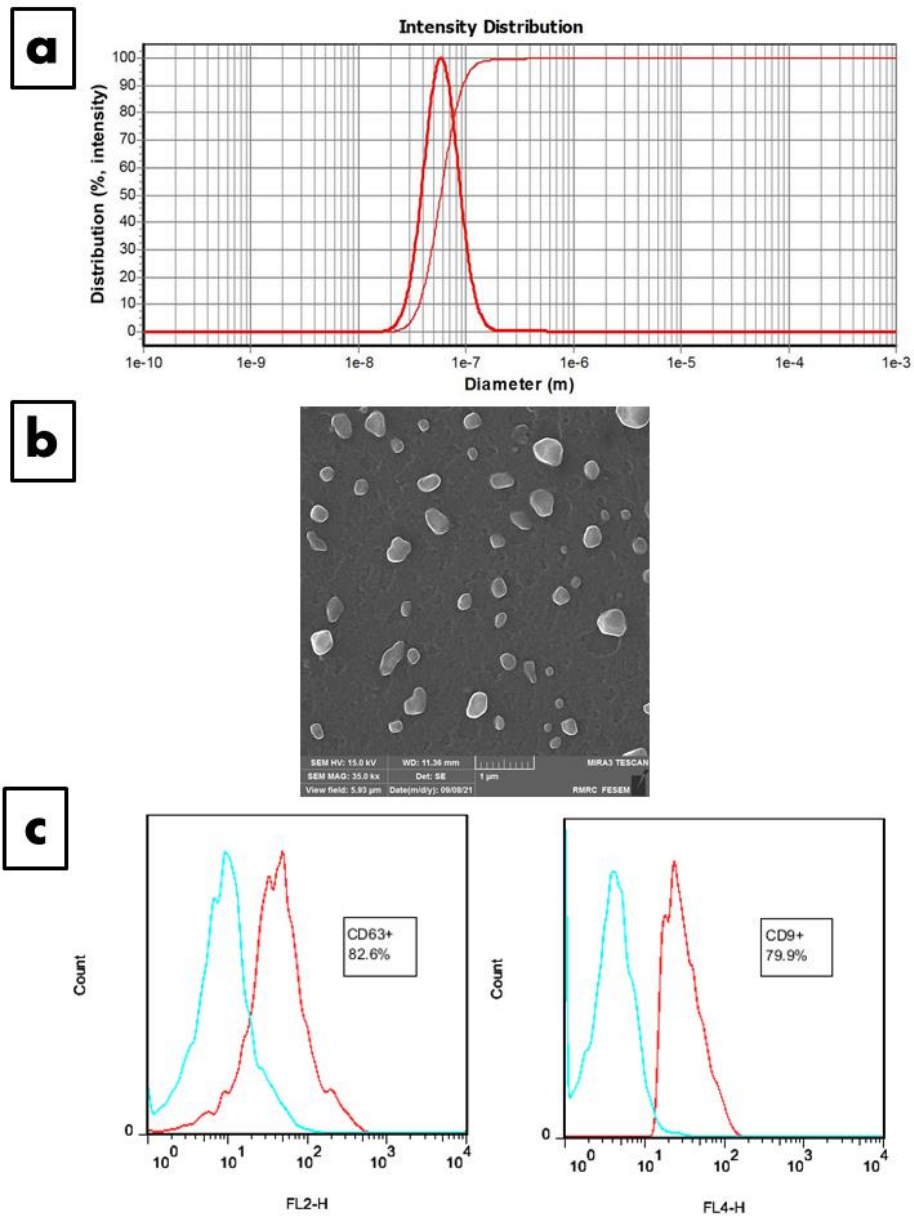 a
Intensity Distribution
Distribution (%, intensity)
100
90
80
70
60
50
40
30
20
10
0
1e-10 1e-9 1e-8 1e-7 1e-6 1e-5 1e-4 1e-3
Diameter (m)
b
SEM HV: 15.0 kV WD: 11.36 mm MIRA3 TESCAN
SEM MAG: 35.0 kx Det: SE 1 µm
View field: 5.93 µm Date(m/d/y): 09/08/21 RMRC FESEM
c
Count
CD63+
82.6%
0
10^0 10^1 10^2 10^3 10^4
FL2-H
Count
CD9+
79.9%
0
10^0 10^1 10^2 10^3 10^4
FL4-H